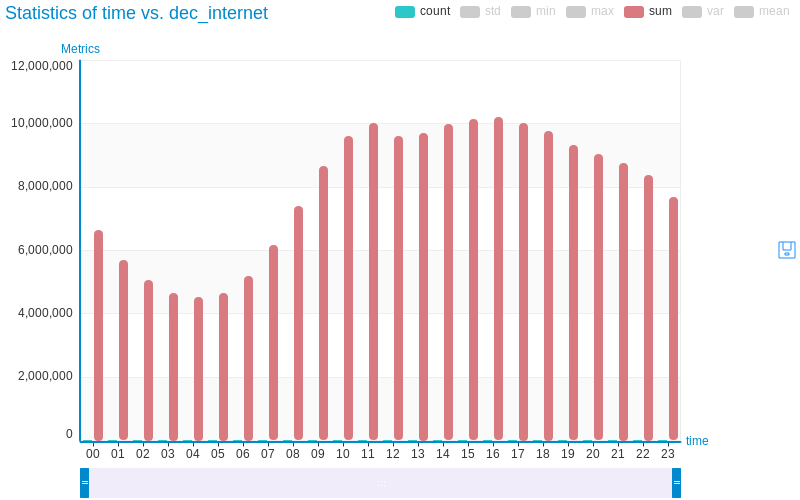 Statistics of time vs. dec_internet
count std min max sum var mean
Metrics
12,000,000
10,000,000
8,000,000
6,000,000
4,000,000
2,000,000
0
time
00 01 02 03 04 05 06 07 08 09 10 11 12 13 14 15 16 17 18 19 20 21 22 23